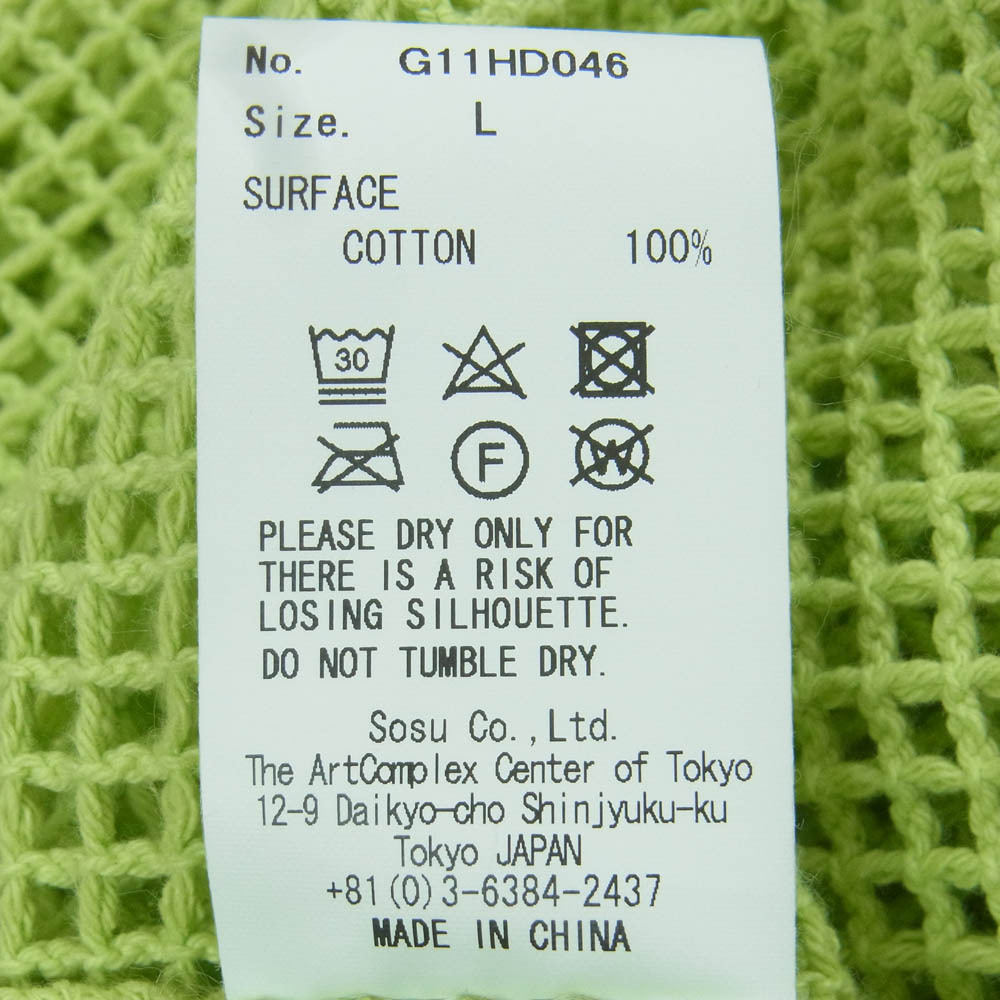 No. G11HD046
Size. L
SURFACE
COTTON 100%
30
F
W
PLEASE DRY ONLY FOR
THERE IS A RISK OF
LOSING SILHOUETTE.
DO NOT TUMBLE DRY.
Sosu Co.,Ltd.
The ArtComplex Center of Tokyo
12-9 Daikyo-cho Shinjyuku-ku
Tokyo JAPAN
+81(0)3-6384-2437
MADE IN CHINA